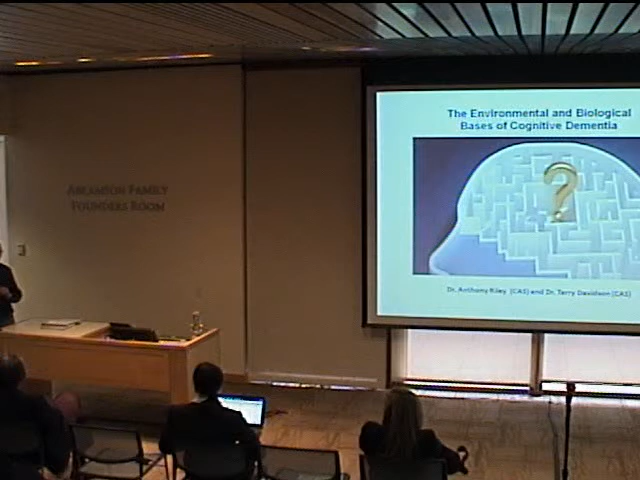 The Environmental and Biological
Bases of Cognitive Dementia
?
Abramson Family
Founders Room
Dr. Anthony Riley (CAS) and Dr. Terry Davidson (CAS)